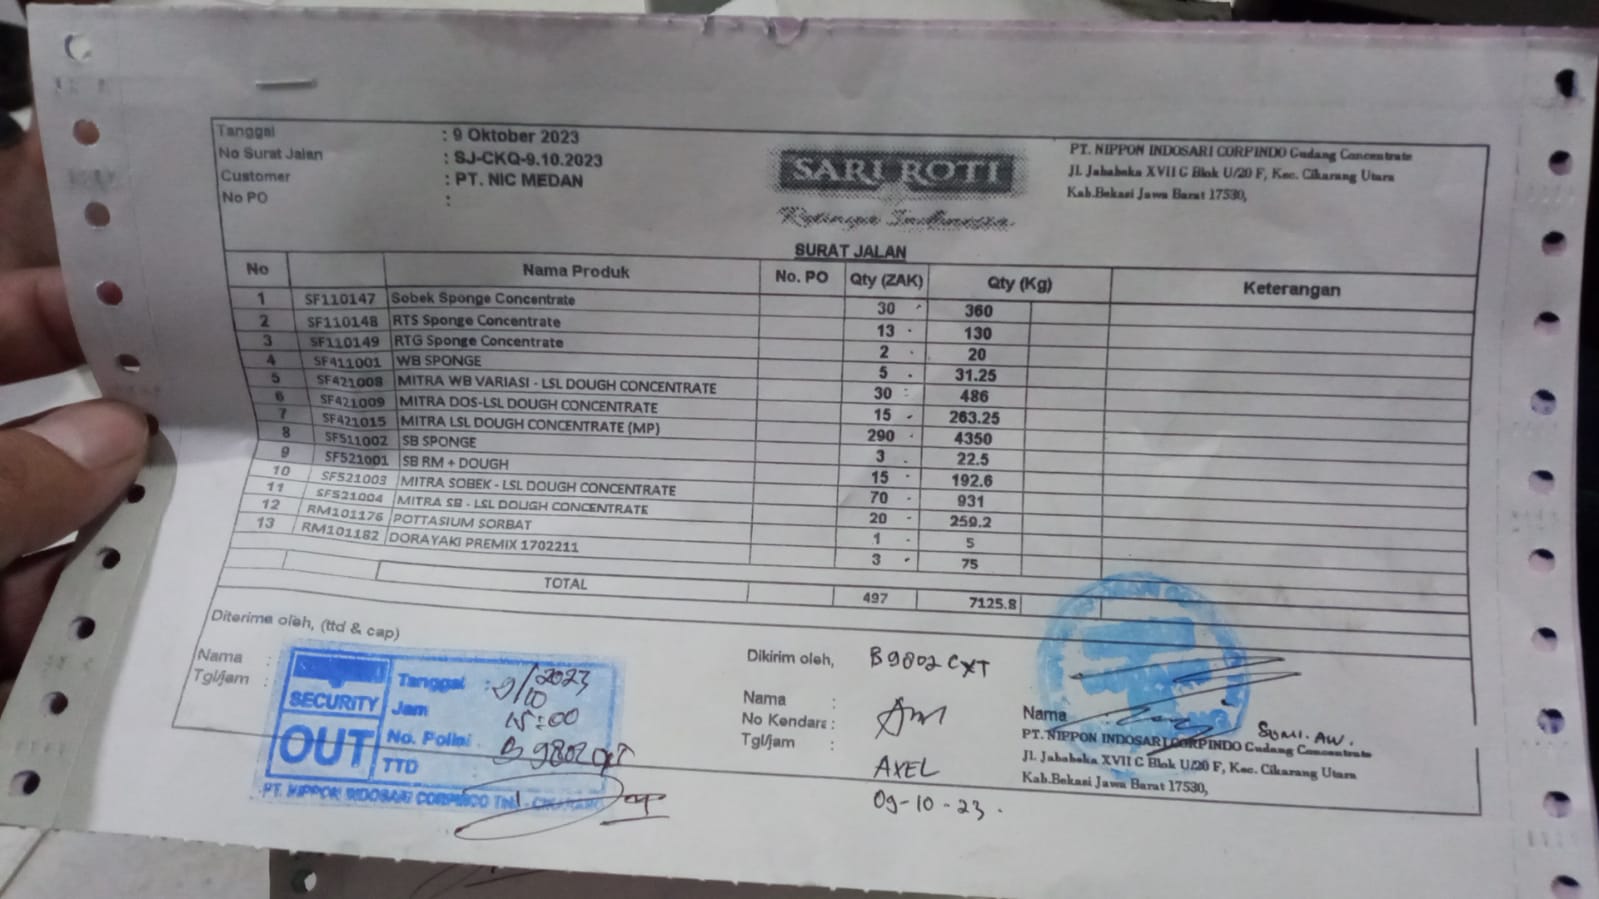 Tanggal : 9 Oktober 2023
No Surat Jalan : SJ-CKQ-9.10.2023
Customer : PT. NIC MEDAN
No PO :
SARI ROTI
PT. NIPPON INDOSARI CORPINDO Gudang Concentrate
Jl. Jababeka XVII C Blok U/20 F, Kec. Cikarang Utara
Kab.Bekasi Jawa Barat 17530,
SURAT JALAN
No Nama Produk No. PO Qty (ZAK) Qty (Kg) Keterangan
1 SF110147 Sobek Sponge Concentrate 30 360
2 SF110148 RTS Sponge Concentrate 13 130
3 SF110149 RTG Sponge Concentrate 2 20
4 SF411001 WB SPONGE 5 31.25
5 SF421008 MITRA WB VARIASI - LSL DOUGH CONCENTRATE 30 486
6 SF421009 MITRA DOS-LSL DOUGH CONCENTRATE 15 263.25
7 SF421015 MITRA LSL DOUGH CONCENTRATE (MP) 290 4350
8 SF511002 SB SPONGE 3 22.5
9 SF521001 SB RM + DOUGH 15 192.6
10 SF521003 MITRA SOBEK - LSL DOUGH CONCENTRATE 70 931
11 SF521004 MITRA SB - LSL DOUGH CONCENTRATE 20 259.2
12 RM101176 POTTASIUM SORBAT 1 5
13 RM101182 DORAYAKI PREMIX 1702211 3 75
TOTAL 497 7125.8
Diterima oleh, (ttd & cap)
Nama :
Tgl/jam :
SECURITY
OUT
Tanggal : 9/10/2023
Jam 15:00
No. Polisi B 9802 CXT
TTD
PT. NIPPON INDOSARI CORPINDO
Dikirim oleh, B 9802 CXT
Nama :
No Kendara :
Tgl/jam :
AXEL
09-10-23.
Nama : SUMI. AW.
PT. NIPPON INDOSARI CORPINDO Gudang Concentrate
Jl. Jababeka XVII C Blok U/20 F, Kec. Cikarang Utara
Kab.Bekasi Jawa Barat 17530,